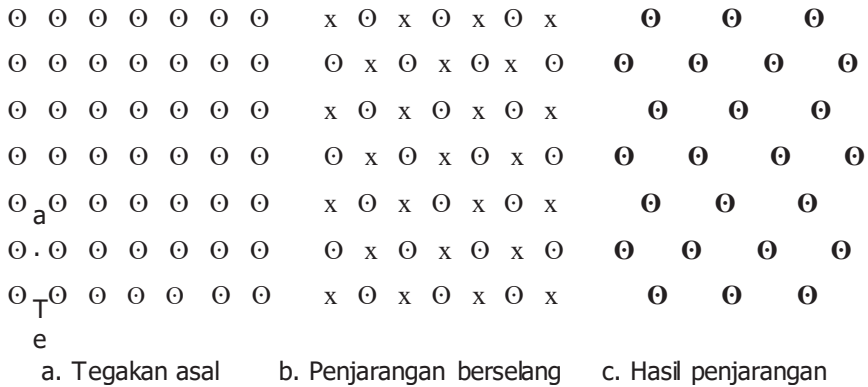 ʘ ʘ ʘ ʘ ʘ ʘ ʘ x ʘ x ʘ x ʘ x ʘ ʘ ʘ
ʘ ʘ ʘ ʘ ʘ ʘ ʘ ʘ x ʘ x ʘ x ʘ ʘ ʘ ʘ ʘ
ʘ ʘ ʘ ʘ ʘ ʘ ʘ x ʘ x ʘ x ʘ x ʘ ʘ ʘ
ʘ ʘ ʘ ʘ ʘ ʘ ʘ ʘ x ʘ x ʘ x ʘ ʘ ʘ ʘ ʘ
ʘ ʘ ʘ ʘ ʘ ʘ ʘ x ʘ x ʘ x ʘ x ʘ ʘ ʘ
a
ʘ . ʘ ʘ ʘ ʘ ʘ ʘ ʘ x ʘ x ʘ x ʘ ʘ ʘ ʘ ʘ
ʘ ʘ ʘ ʘ ʘ ʘ ʘ x ʘ x ʘ x ʘ x ʘ ʘ ʘ
T
e
a. Tegakan asal b. Penjarangan berselang c. Hasil penjarangan